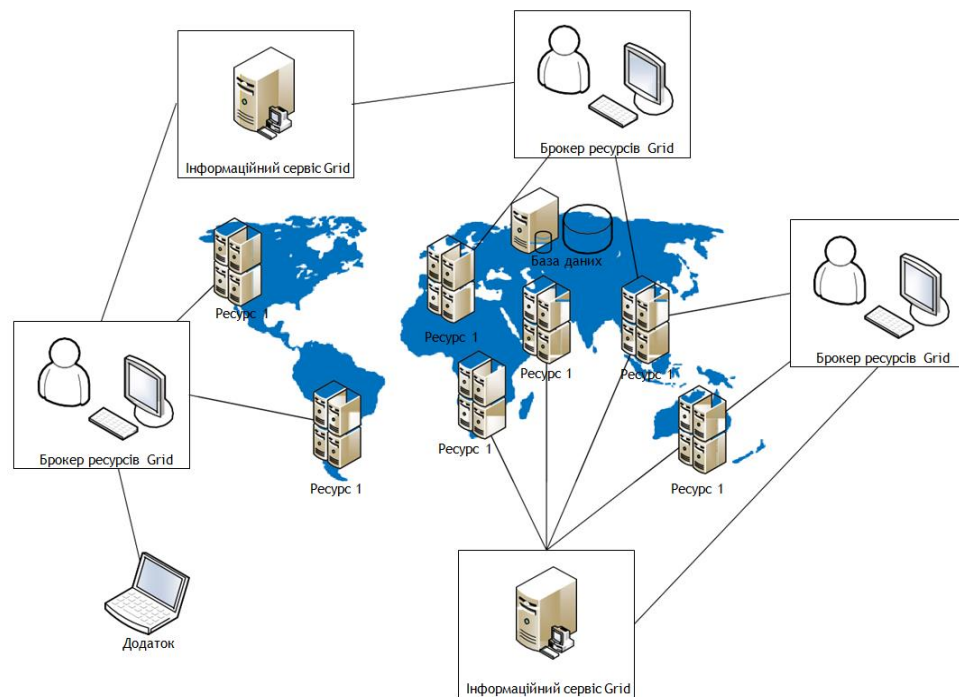 Інформаційний сервіс Grid
Брокер ресурсів Grid
База даних
Ресурс 1
Ресурс 1
Ресурс 1
Ресурс 1
Брокер ресурсів Grid
Ресурс 1
Брокер ресурсів Grid
Ресурс 1
Ресурс 1
Додаток
Інформаційний сервіс Grid